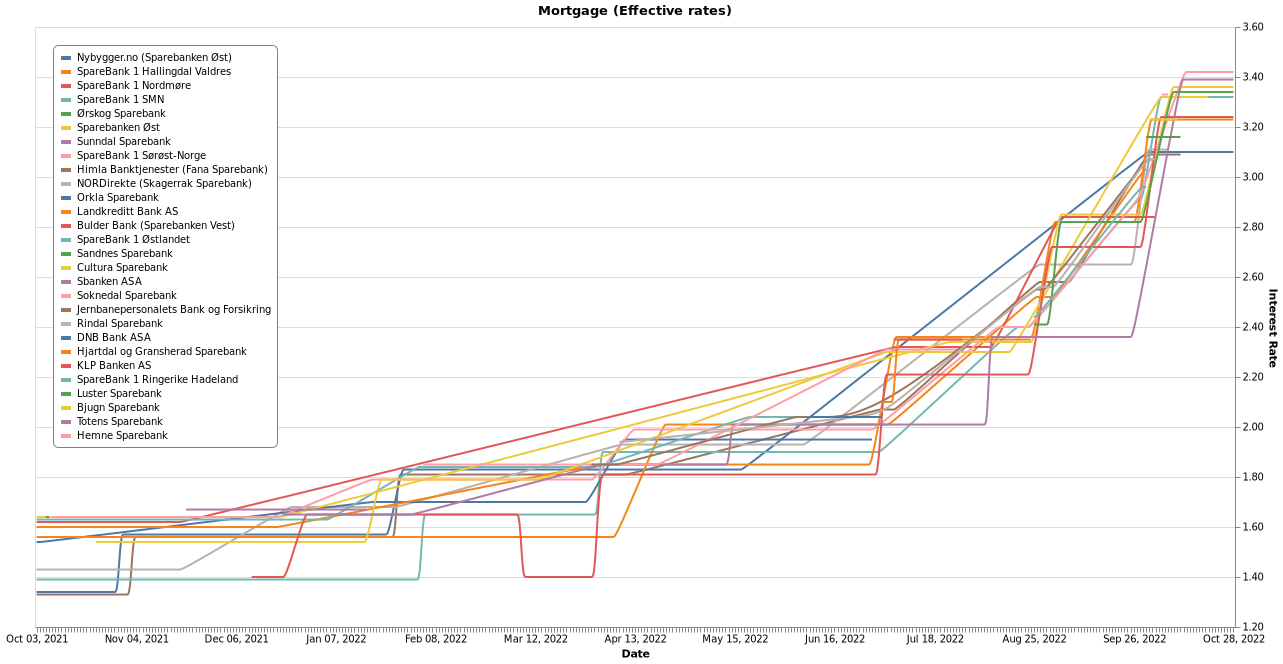 Mortgage (Effective rates)
Nybygger.no (Sparebanken Øst)
SpareBank 1 Hallingdal Valdres
SpareBank 1 Nordmøre
SpareBank 1 SMN
Ørskog Sparebank
Sparebanken Øst
Sunndal Sparebank
SpareBank 1 Sørøst-Norge
Himla Banktjenester (Fana Sparebank)
NORDirekte (Skagerrak Sparebank)
Orkla Sparebank
Landkreditt Bank AS
Bulder Bank (Sparebanken Vest)
SpareBank 1 Østlandet
Sandnes Sparebank
Cultura Sparebank
Sbanken ASA
Soknedal Sparebank
Jernbanepersonalets Bank og Forsikring
Rindal Sparebank
DNB Bank ASA
Hjartdal og Gransherad Sparebank
KLP Banken AS
SpareBank 1 Ringerike Hadeland
Luster Sparebank
Bjugn Sparebank
Totens Sparebank
Hemne Sparebank
3.60
3.40
3.20
3.00
2.80
2.60
2.40
2.20
2.00
1.80
1.60
1.40
1.20
Interest Rate
Oct 03, 2021 Nov 04, 2021 Dec 06, 2021 Jan 07, 2022 Feb 08, 2022 Mar 12, 2022 Apr 13, 2022 May 15, 2022 Jun 16, 2022 Jul 18, 2022 Aug 25, 2022 Sep 26, 2022 Oct 28, 2022
Date